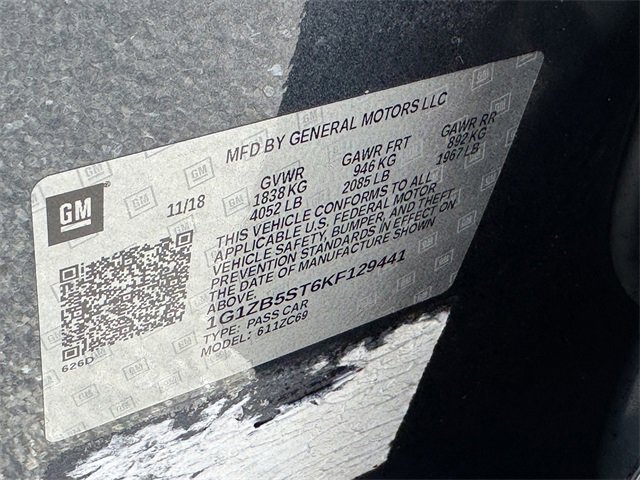 MFD BY GENERAL MOTORS LLC
GM
11/18
GVWR GAWR FRT GAWR RR
1838 KG 946 KG 892 KG
4052 LB 2085 LB 1967 LB
THIS VEHICLE CONFORMS TO ALL
APPLICABLE U.S. FEDERAL MOTOR
VEHICLE SAFETY, BUMPER, AND THEFT
PREVENTION STANDARDS IN EFFECT ON
THE DATE OF MANUFACTURE SHOWN
ABOVE.
1G1ZB5ST6KF129441
TYPE: PASS CAR
MODEL: 611ZC69
626D